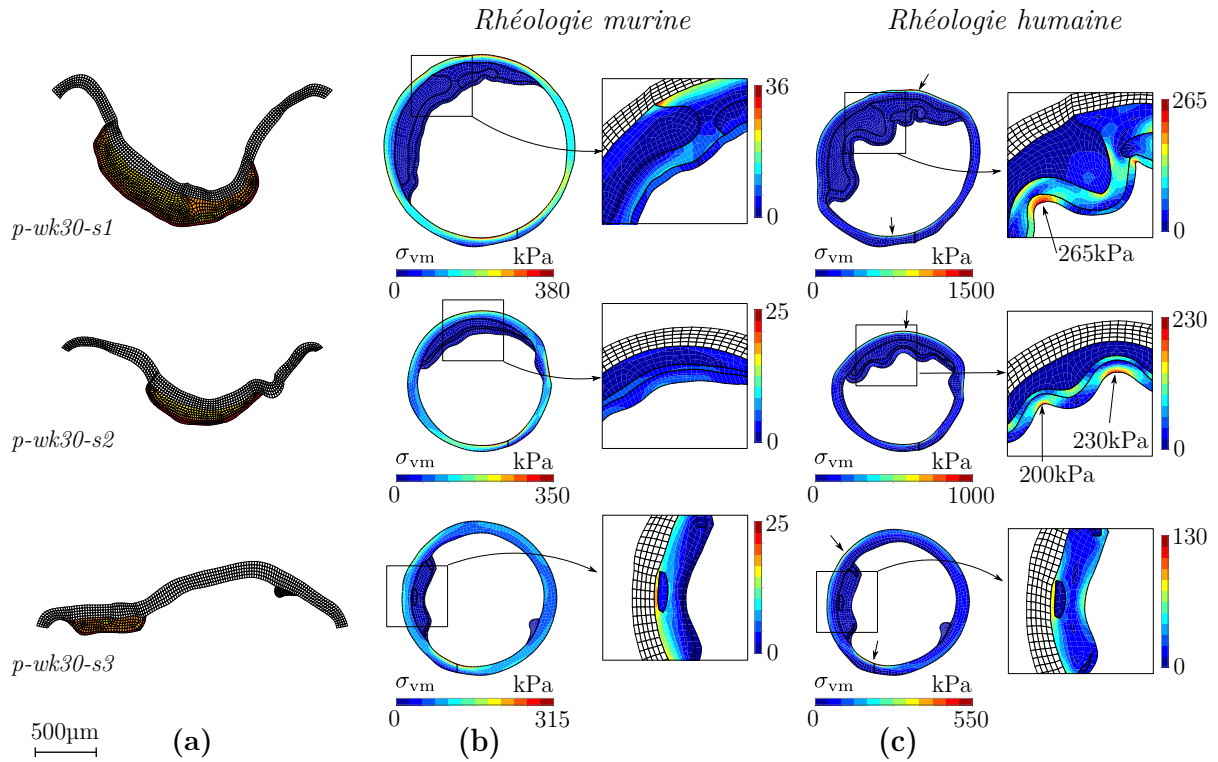 Rhéologie murine
Rhéologie humaine
36
0
265
0
265kPa
p-wk30-s1
σvm kPa
0 380
σvm kPa
0 1500
25
0
230
0
230kPa
200kPa
p-wk30-s2
σvm kPa
0 350
σvm kPa
0 1000
25
0
130
0
p-wk30-s3
σvm kPa
0 315
σvm kPa
0 550
500µm
(a)
(b)
(c)